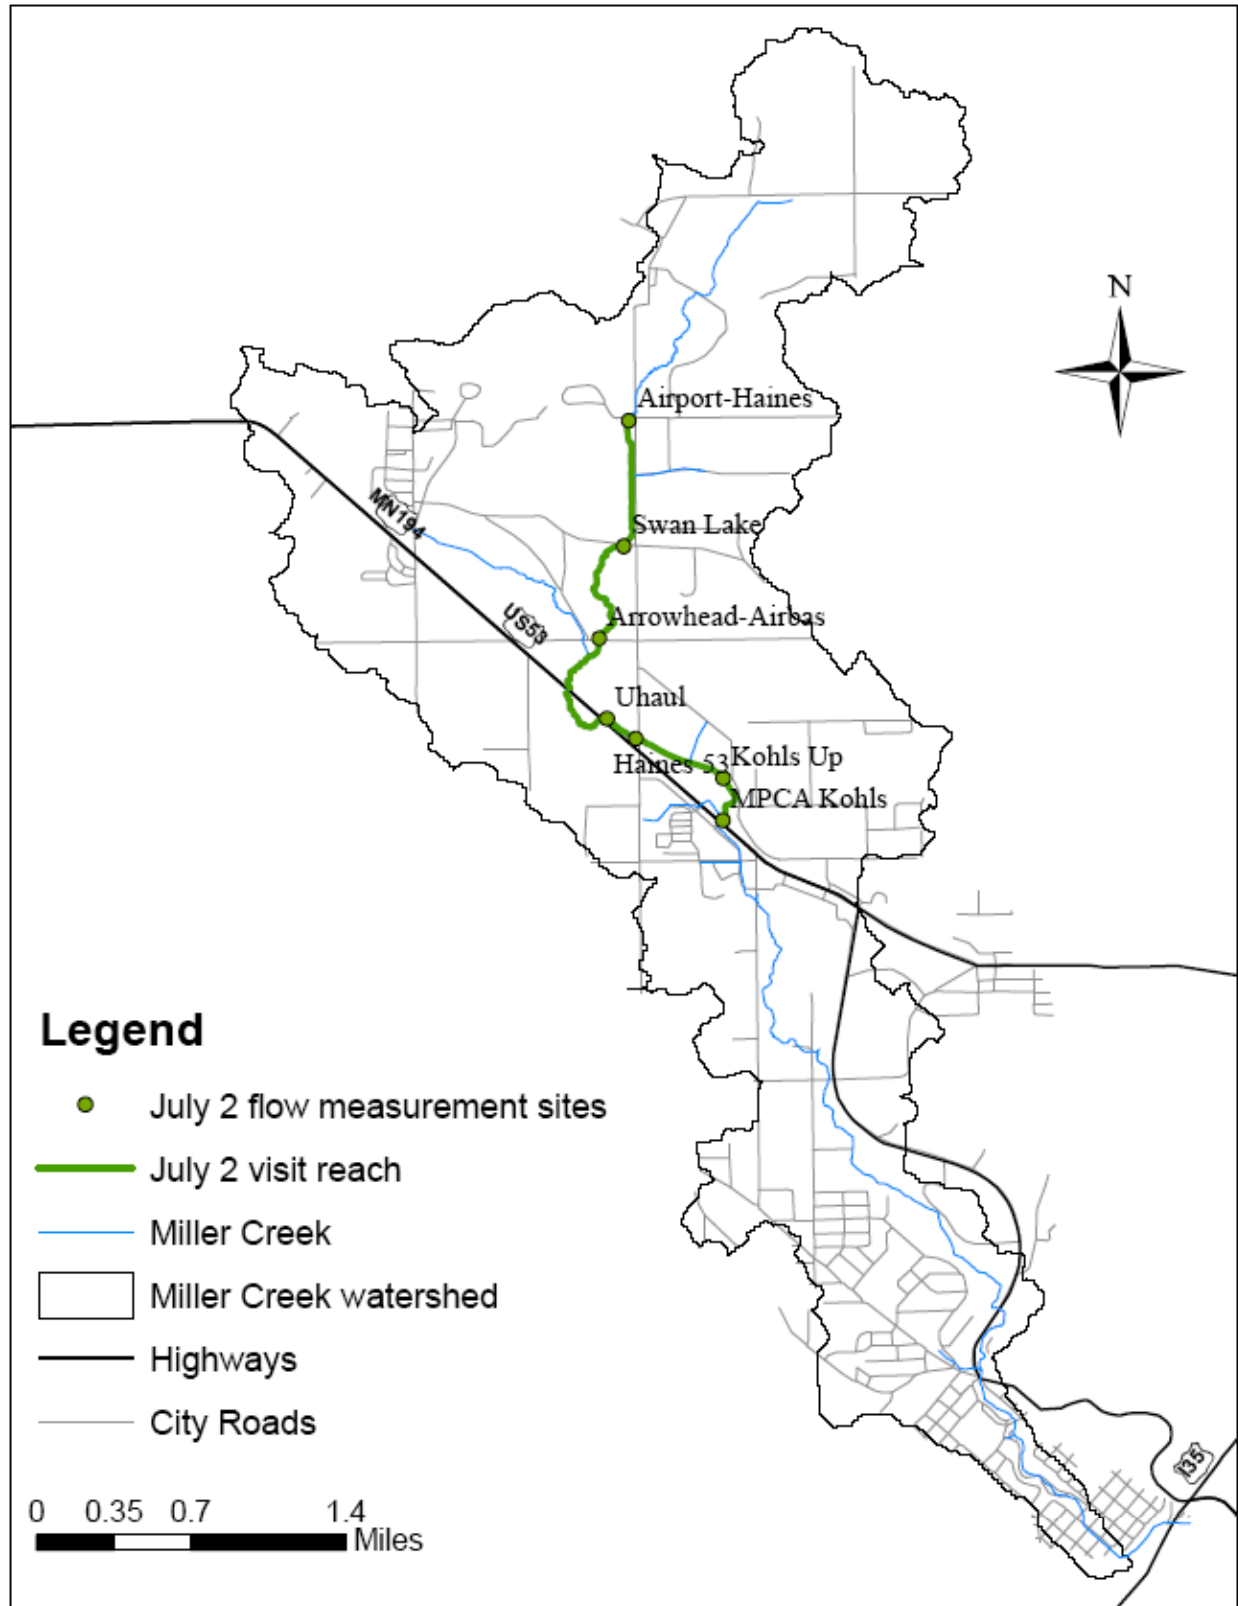 N
Airport-Haines
MN194
Swan Lake
US53
Arrowhead-Airbas
Uhaul
Haines 53
Kohls Up
MPCA Kohls
Legend
July 2 flow measurement sites
July 2 visit reach
Miller Creek
Miller Creek watershed
Highways
City Roads
0 0.35 0.7 1.4
Miles
I35